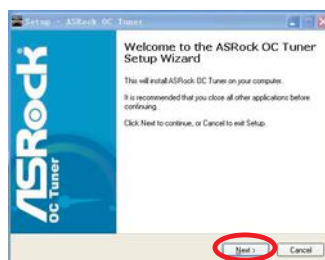 Setup - ASRock OC Tuner
Welcome to the ASRock OC Tuner
Setup Wizard
This will install ASRock OC Tuner on your computer.
It is recommended that you close all other applications before
continuing.
Click Next to continue, or Cancel to exit Setup.
ASRock
OC Tuner
Next >
Cancel